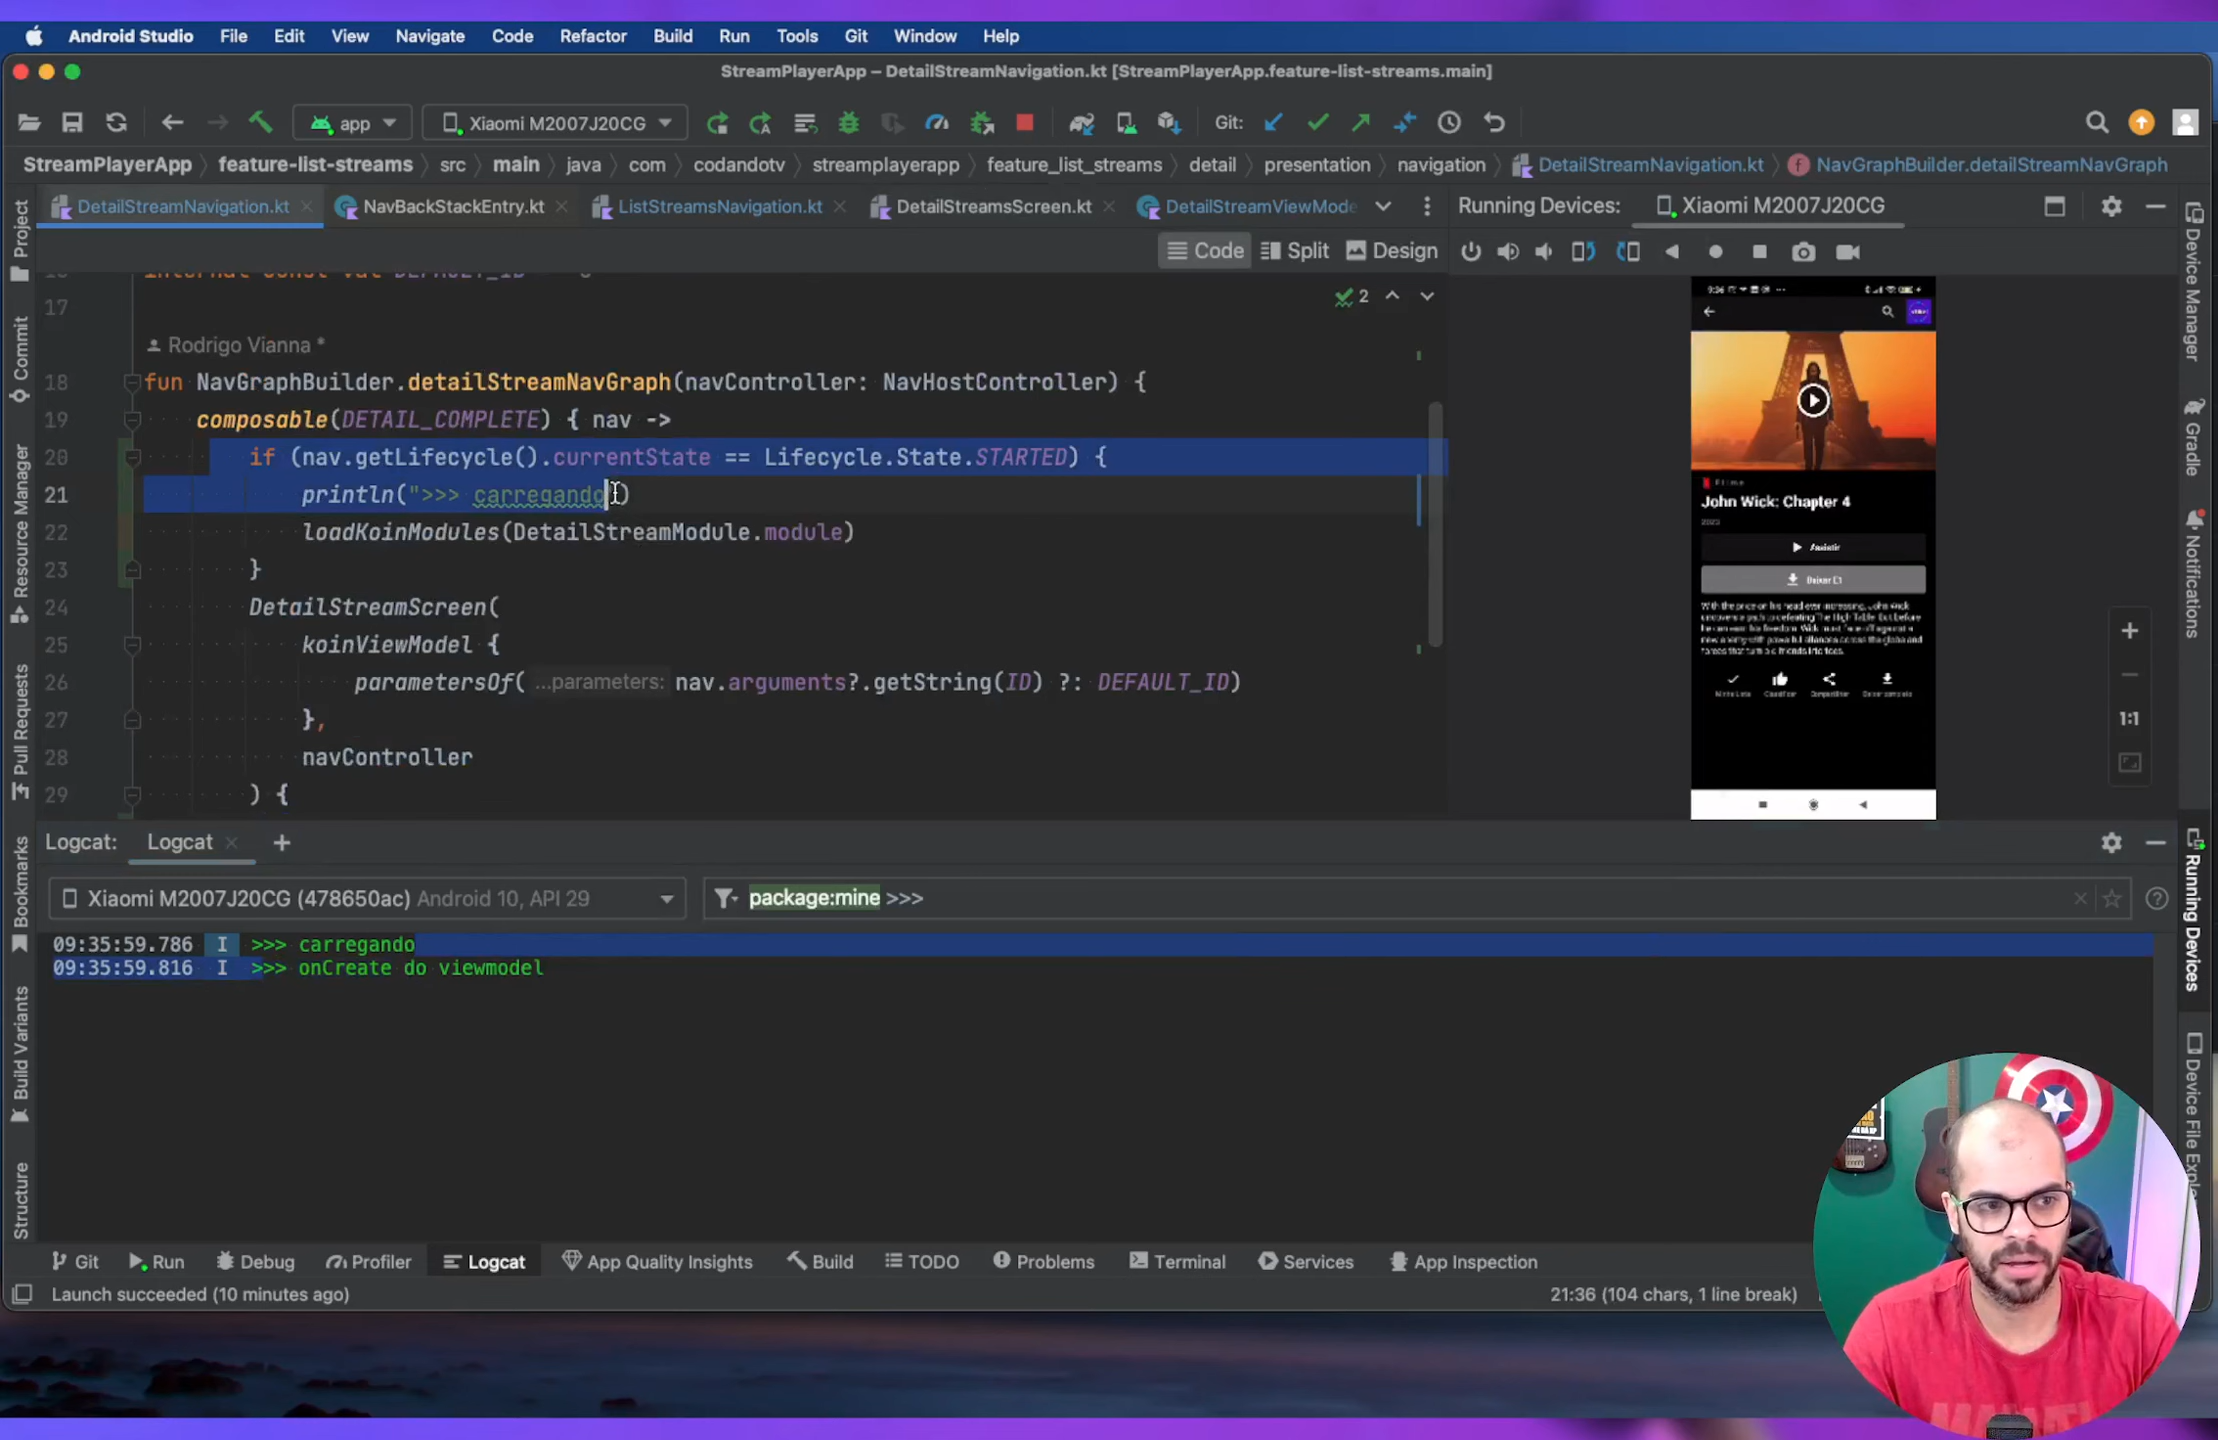 Android Studio File Edit View Navigate Code Refactor Build Run Tools Git Window Help
StreamPlayerApp – DetailStreamNavigation.kt [StreamPlayerApp.feature-list-streams.main]
app Xiaomi M2007J20CG Git:
StreamPlayerApp feature-list-streams src main java com codandotv streamplayerapp feature_list_streams detail presentation navigation DetailStreamNavigation.kt NavGraphBuilder.detailStreamNavGraph
DetailStreamNavigation.kt NavBackStackEntry.kt ListStreamsNavigation.kt DetailStreamsScreen.kt DetailStreamViewMode Running Devices: Xiaomi M2007J20CG
Code Split Design
2
17
Rodrigo Vianna *
18 fun NavGraphBuilder.detailStreamNavGraph(navController: NavHostController) {
19 composable(DETAIL_COMPLETE) { nav ->
20 if (nav.getLifecycle().currentState == Lifecycle.State.STARTED) {
21 println(">>> carregando")
22 loadKoinModules(DetailStreamModule.module)
23 }
24 DetailStreamScreen(
25 koinViewModel {
26 parametersOf( ...parameters: nav.arguments?.getString(ID) ?: DEFAULT_ID)
27 },
28 navController
29 ) {
John Wick: Chapter 4
2023
Assistir
Baixar
1:1
Project
Commit
Resource Manager
Pull Requests
Bookmarks
Build Variants
Structure
Device Manager
Gradle
Notifications
Running Devices
Device File Explo
Logcat: Logcat
Xiaomi M2007J20CG (478650ac) Android 10, API 29 package:mine >>>
09:35:59.786 I >>> carregando
09:35:59.816 I >>> onCreate do viewmodel
Git Run Debug Profiler Logcat App Quality Insights Build TODO Problems Terminal Services App Inspection
Launch succeeded (10 minutes ago) 21:36 (104 chars, 1 line break)